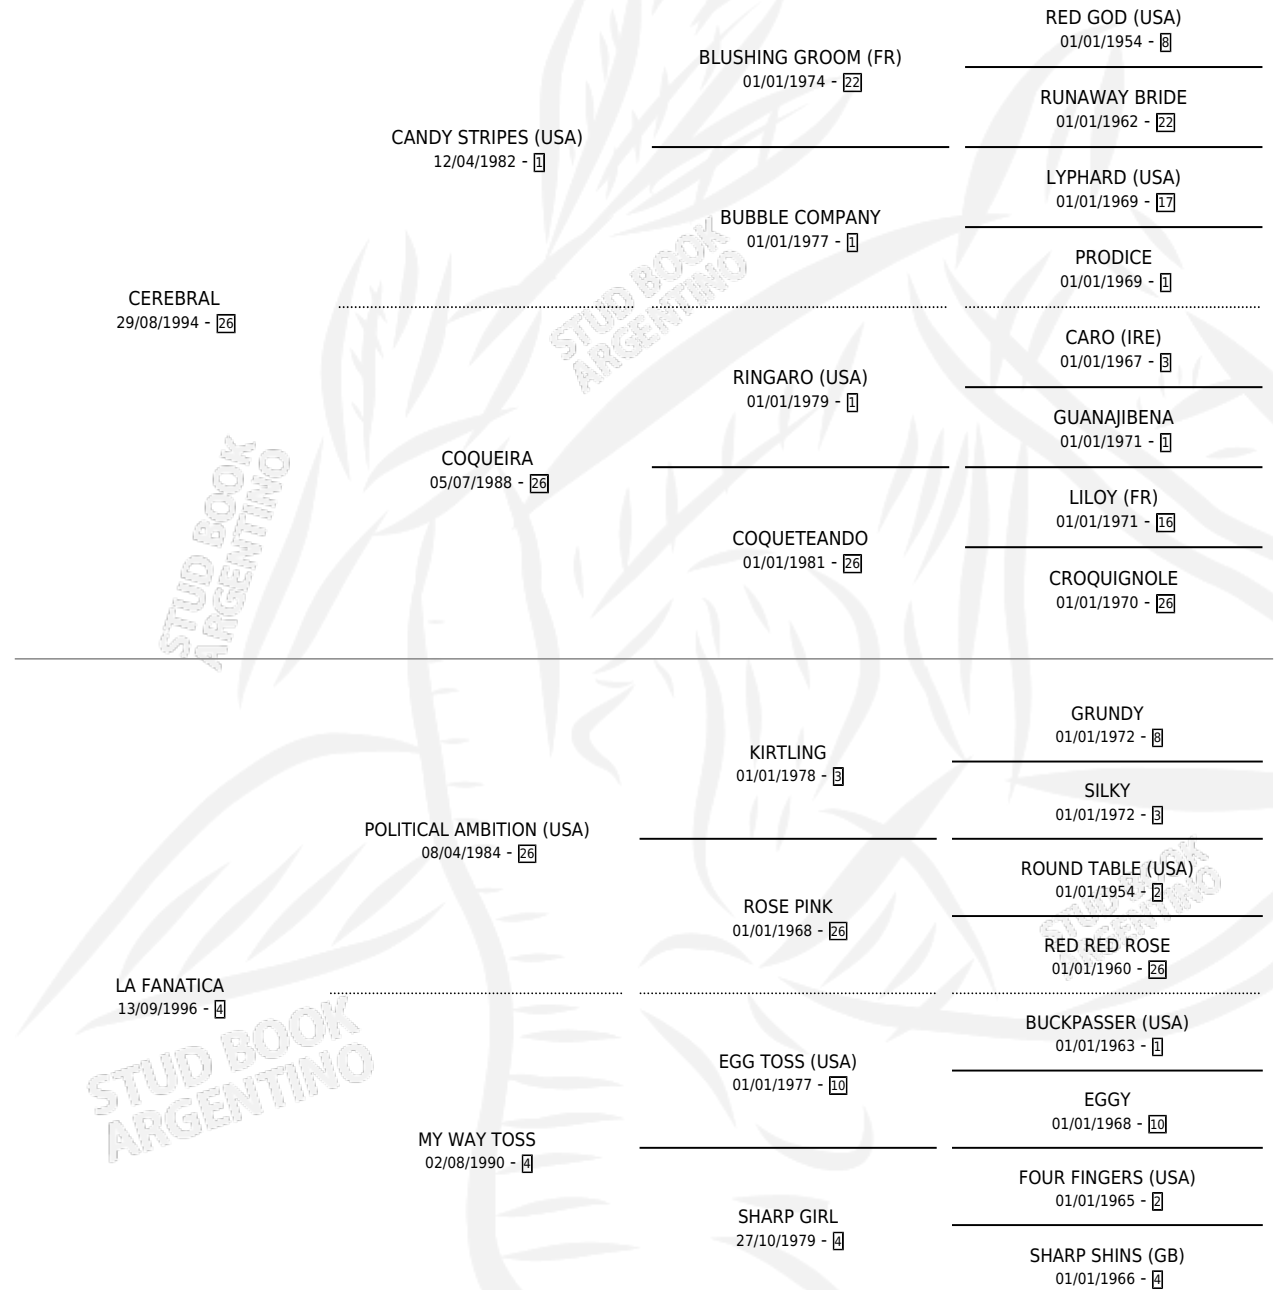 RED GOD (USA)
01/01/1954 - 8
BLUSHING GROOM (FR)
01/01/1974 - 22
RUNAWAY BRIDE
01/01/1962 - 22
CANDY STRIPES (USA)
12/04/1982 - 1
LYPHARD (USA)
01/01/1969 - 17
BUBBLE COMPANY
01/01/1977 - 1
PRODICE
01/01/1969 - 1
CEREBRAL
29/08/1994 - 26
STUD BOOK
ARGENTINO
CARO (IRE)
01/01/1967 - 3
RINGARO (USA)
01/01/1979 - 1
GUANAJIBENA
01/01/1971 - 1
COQUEIRA
05/07/1988 - 26
LILOY (FR)
01/01/1971 - 16
COQUETEANDO
01/01/1981 - 26
CROQUIGNOLE
01/01/1970 - 26
STUD BOOK
ARGENTINO
GRUNDY
01/01/1972 - 8
KIRTLING
01/01/1978 - 3
SILKY
01/01/1972 - 3
POLITICAL AMBITION (USA)
08/04/1984 - 26
ROUND TABLE (USA)
01/01/1954 - 2
ROSE PINK
01/01/1968 - 26
RED RED ROSE
01/01/1960 - 26
STUD BOOK
ARGENTINO
LA FANATICA
13/09/1996 - 4
BUCKPASSER (USA)
01/01/1963 - 1
EGG TOSS (USA)
01/01/1977 - 10
EGGY
01/01/1968 - 10
STUD BOOK
ARGENTINO
MY WAY TOSS
02/08/1990 - 4
FOUR FINGERS (USA)
01/01/1965 - 2
SHARP GIRL
27/10/1979 - 4
SHARP SHINS (GB)
01/01/1966 - 4